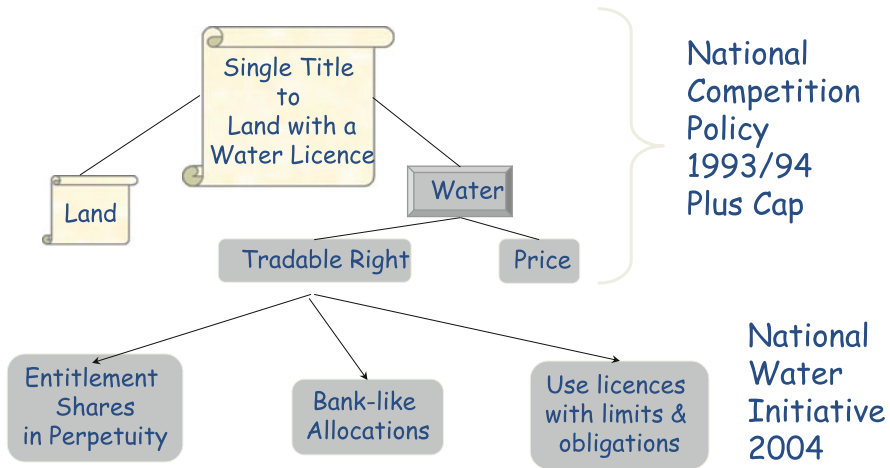 Single Title
to
Land with a
Water Licence
National
Competition
Policy
1993/94
Plus Cap
Land
Water
Tradable Right
Price
National
Water
Initiative
2004
Entitlement
Shares
in Perpetuity
Bank-like
Allocations
Use licences
with limits &
obligations